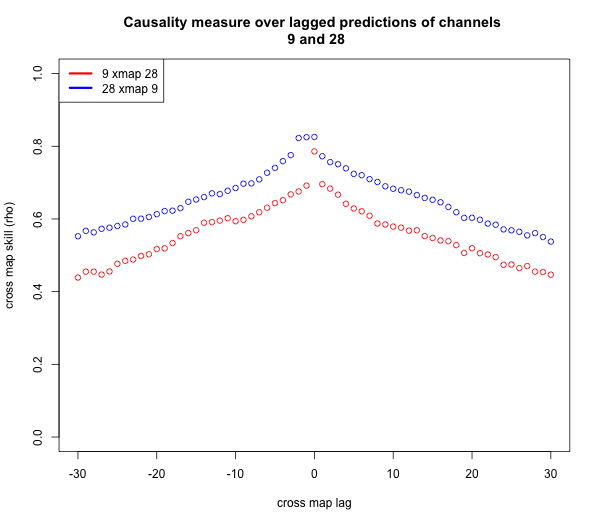 Causality measure over lagged predictions of channels
9 and 28
9 xmap 28
28 xmap 9
cross map skill (rho)
1.0
0.8
0.6
0.4
0.2
0.0
-30 -20 -10 0 10 20 30
cross map lag